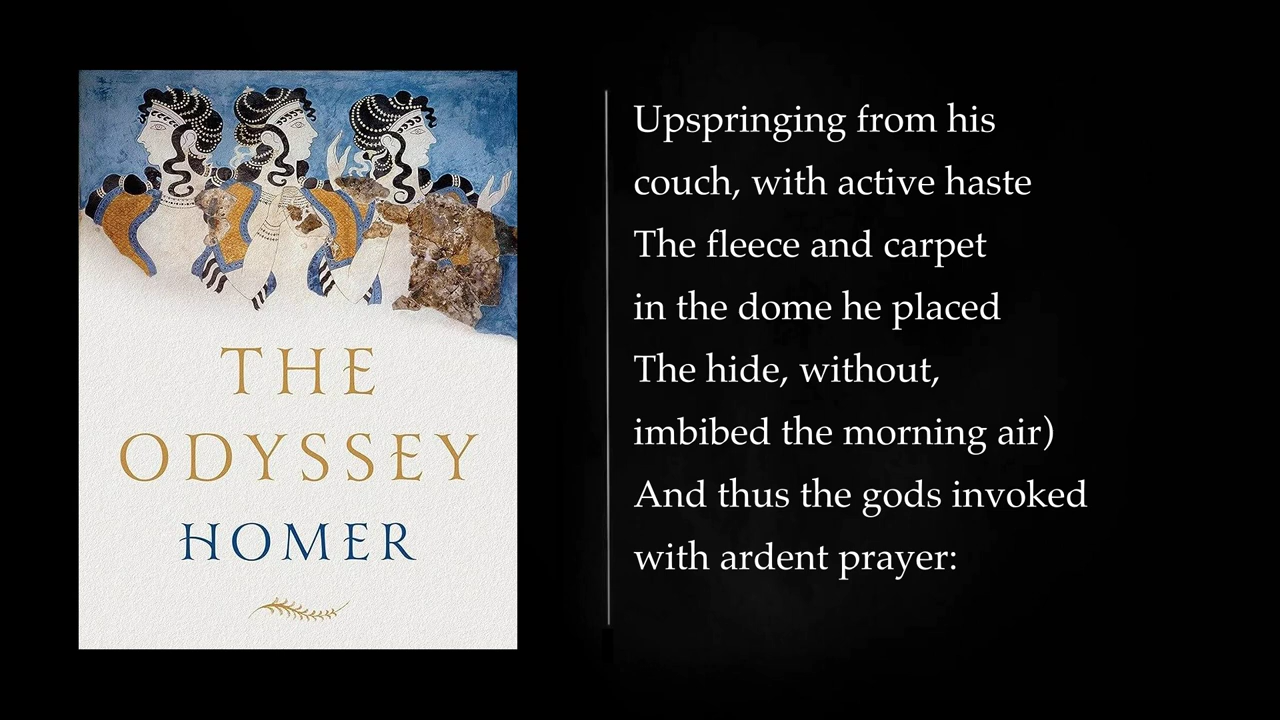 THE
ODYSSEY
HOMER
Upspringing from his
couch, with active haste
The fleece and carpet
in the dome he placed
The hide, without,
imbibed the morning air)
And thus the gods invoked
with ardent prayer: